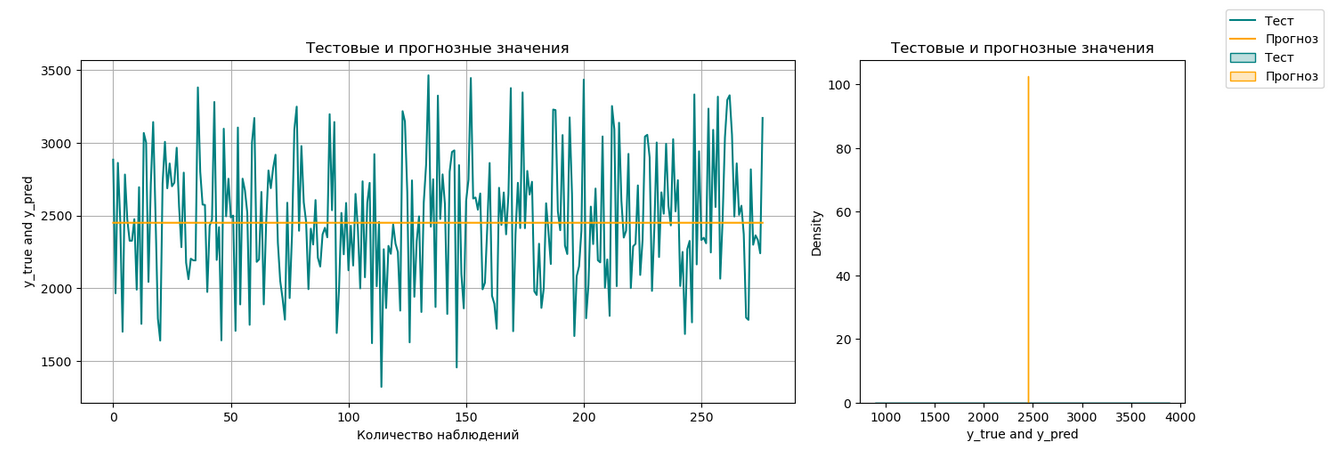 Тестовые и прогнозные значения
y_true and y_pred
3500
3000
2500
2000
1500
0
50
100
150
200
250
Количество наблюдений
Тестовые и прогнозные значения
Density
100
80
60
40
20
0
1000
1500
2000
2500
3000
3500
4000
y_true and y_pred
Тест
Прогноз
Тест
Прогноз